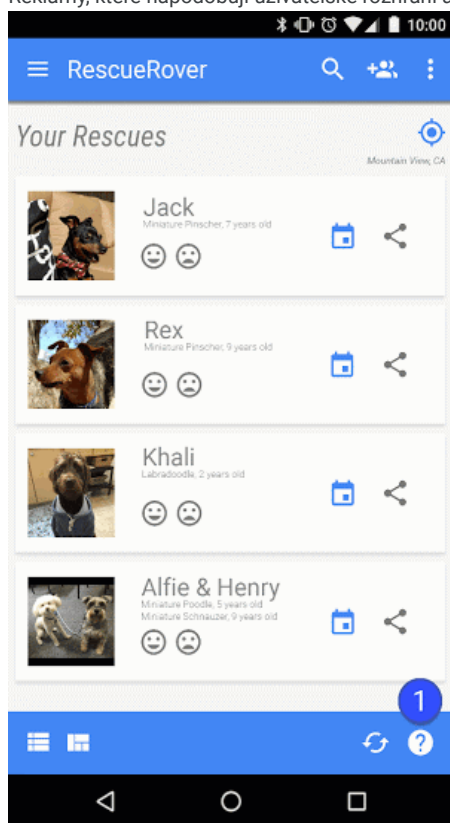 Reklamy, které napodobují uživatelské rozhraní a
10:00
RescueRover
Your Rescues
Mountain View, CA
Jack
Miniature Pinscher, 7 years old
Rex
Miniature Pinscher, 9 years old
Khali
Labradoodle, 2 years old
Alfie & Henry
Miniature Poodle, 5 years old
Miniature Schnauzer, 9 years old
1